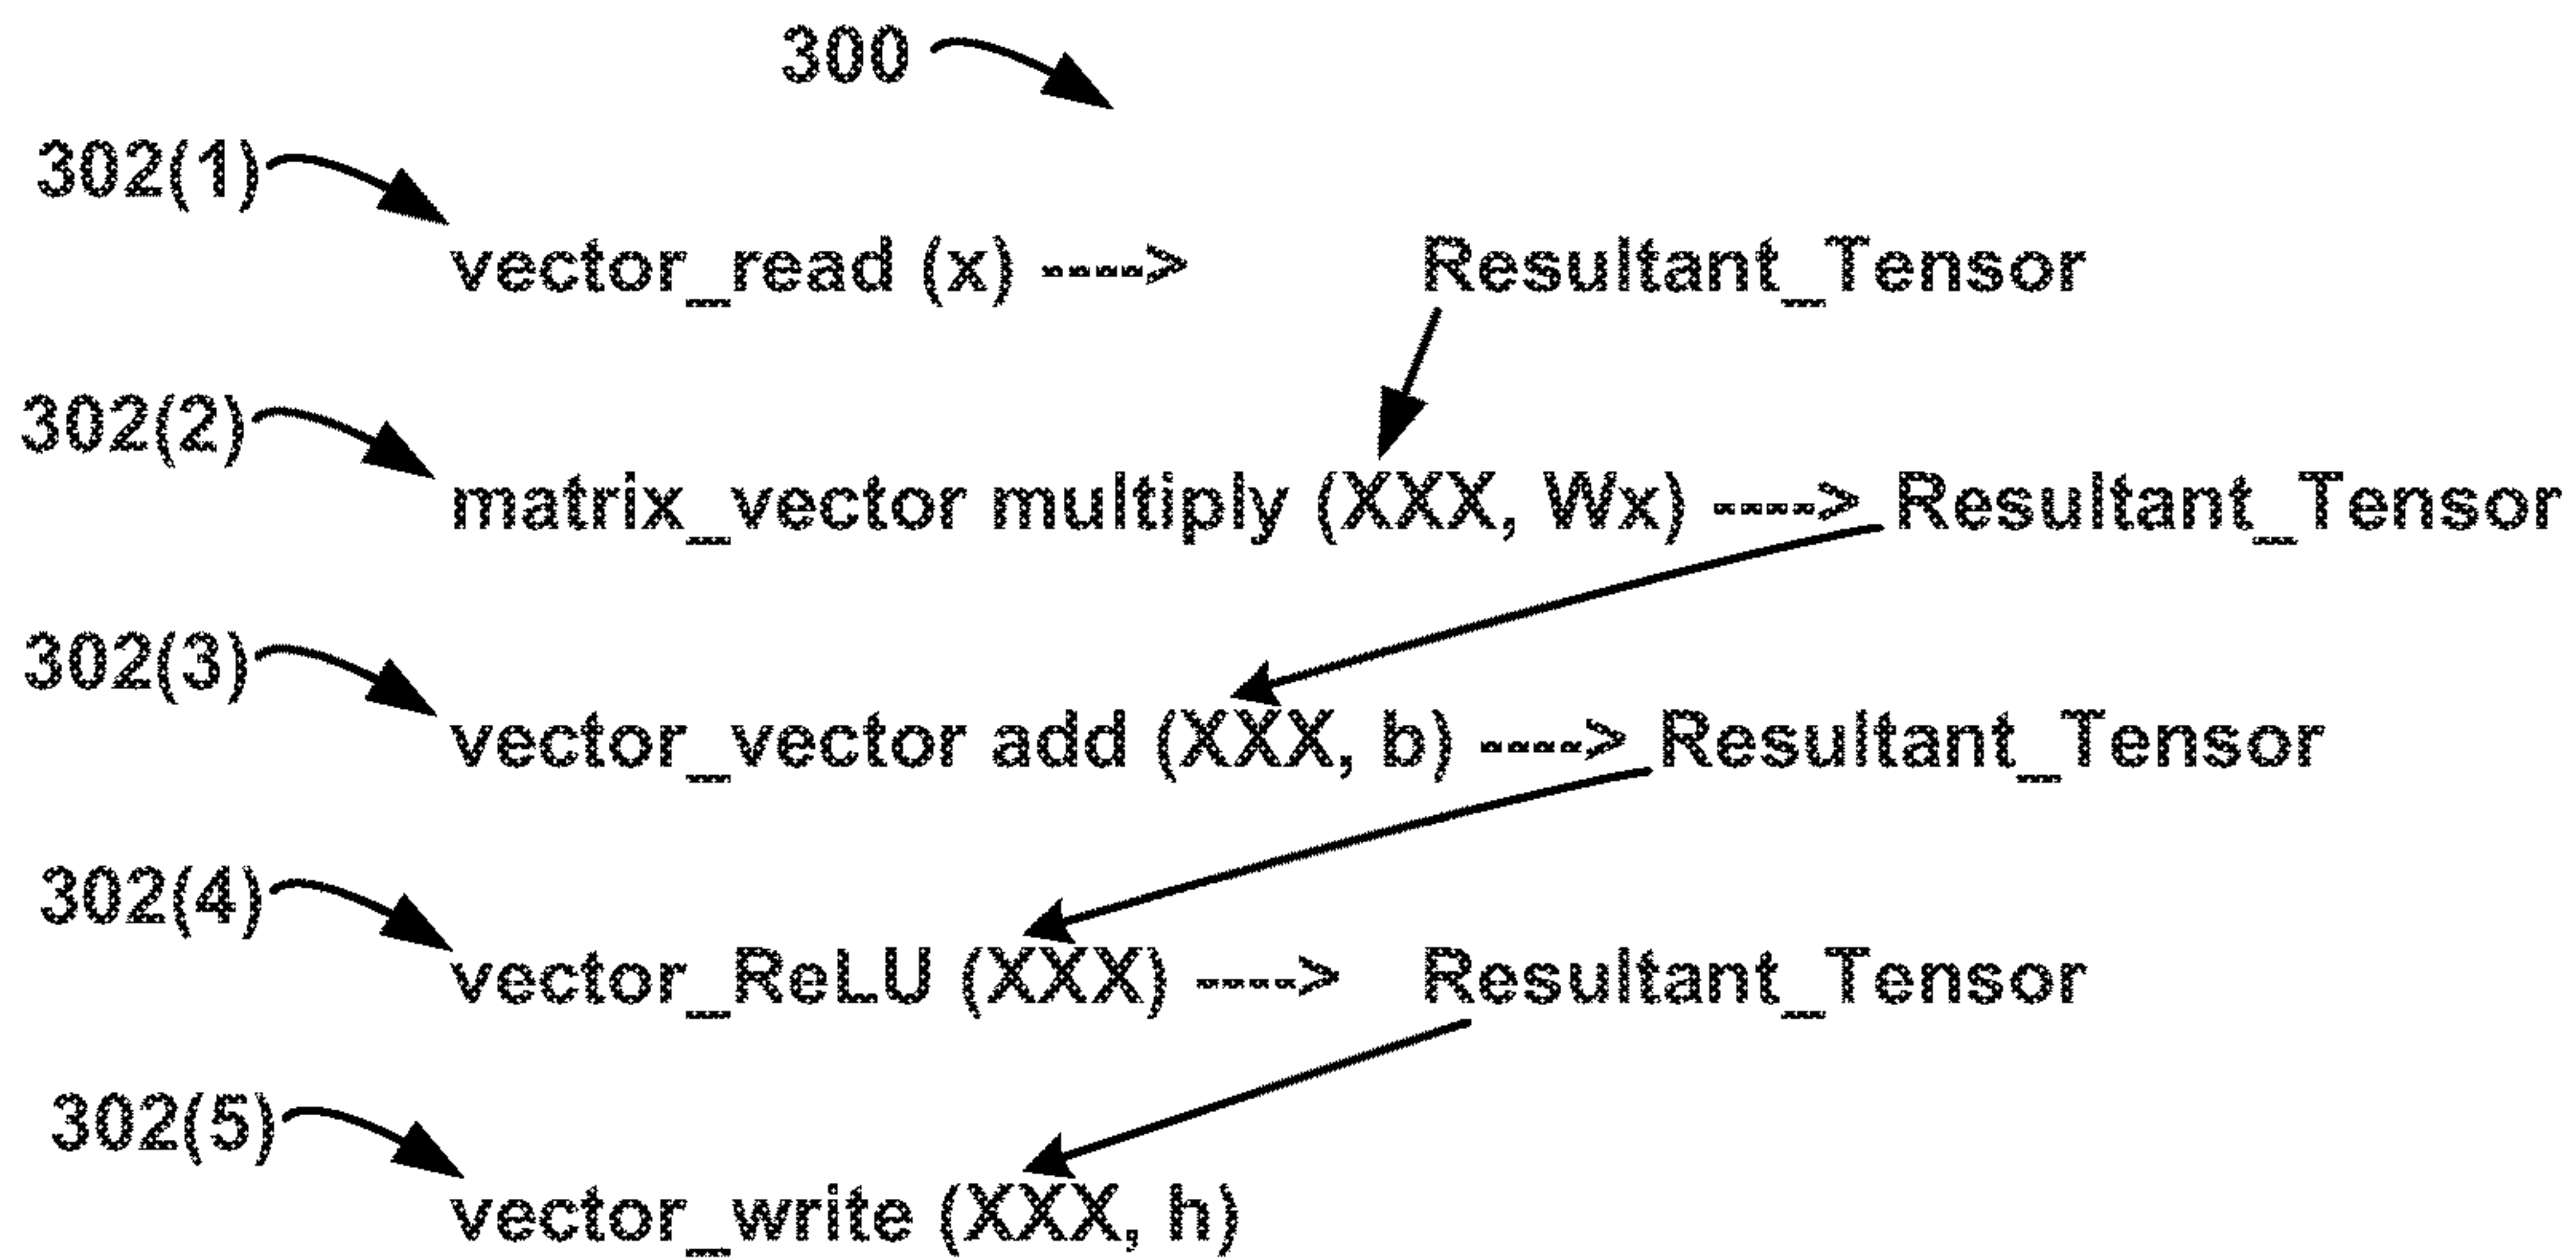 300
302(1)
vector_read (x) ----> Resultant_Tensor
302(2)
matrix_vector multiply (XXX, Wx) ----> Resultant_Tensor
302(3)
vector_vector add (XXX, b) ----> Resultant_Tensor
302(4)
vector_ReLU (XXX) ----> Resultant_Tensor
302(5)
vector_write (XXX, h)